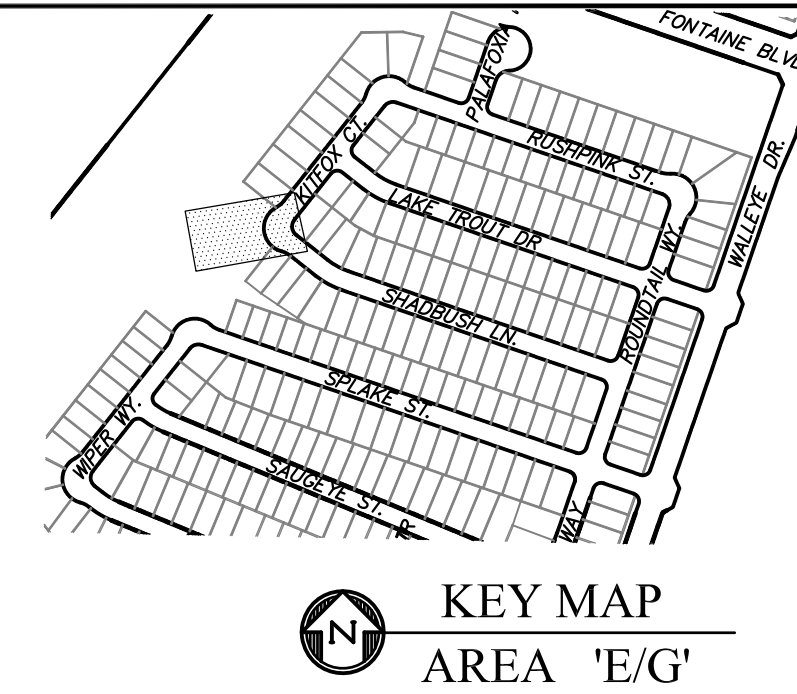 FONTAINE BLVD
PALAFOXIA
RUSHPINK ST.
WALLEYE DR.
KITFOX CT.
LAKE TROUT DR
ROUNDTAIL WY.
SHADBUSH LN.
SPLAKE ST.
WIPER WY.
SAUGEYE ST.
TR
WAY
N
KEY MAP
AREA 'E/G'